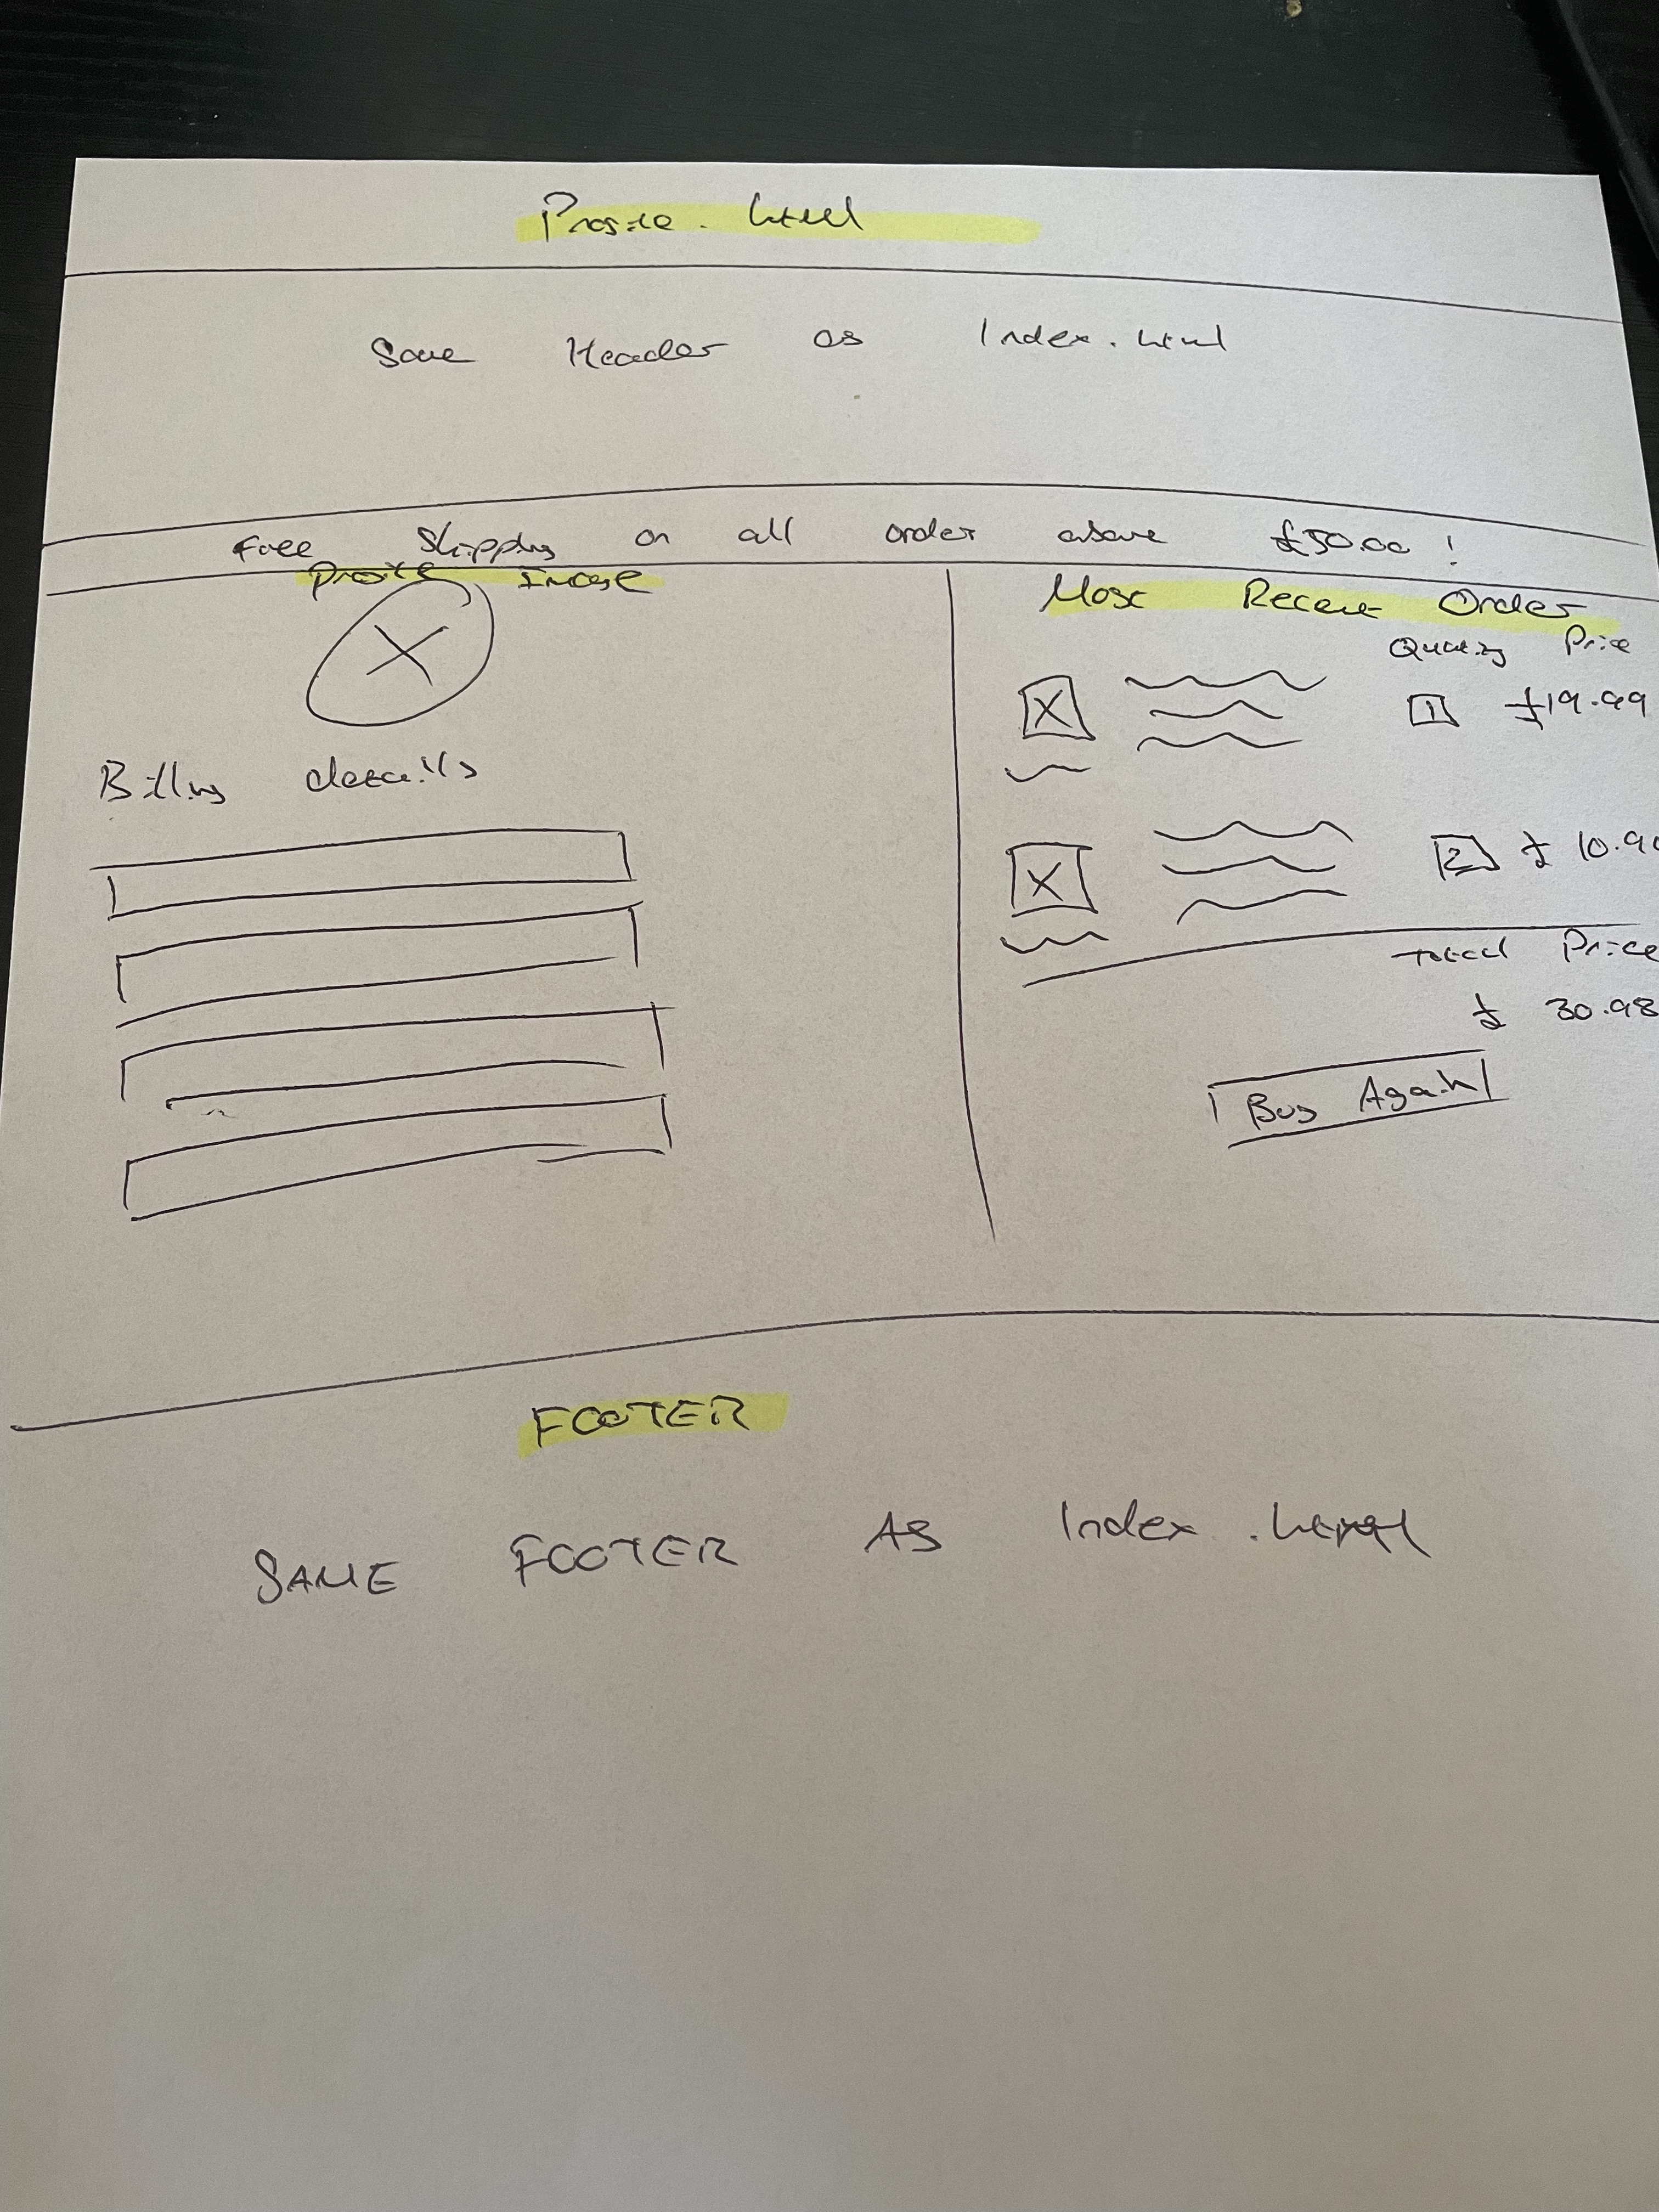 Profile.html
Same Header as Index.html
Free Shipping on all order above £50.00 !
Profile Image
Billing details
Most Recent Order
Quantity Price
1 £19.99
2 £ 10.9
Total Price
£ 30.98
Buy Again
FOOTER
SAME FOOTER AS Index.html